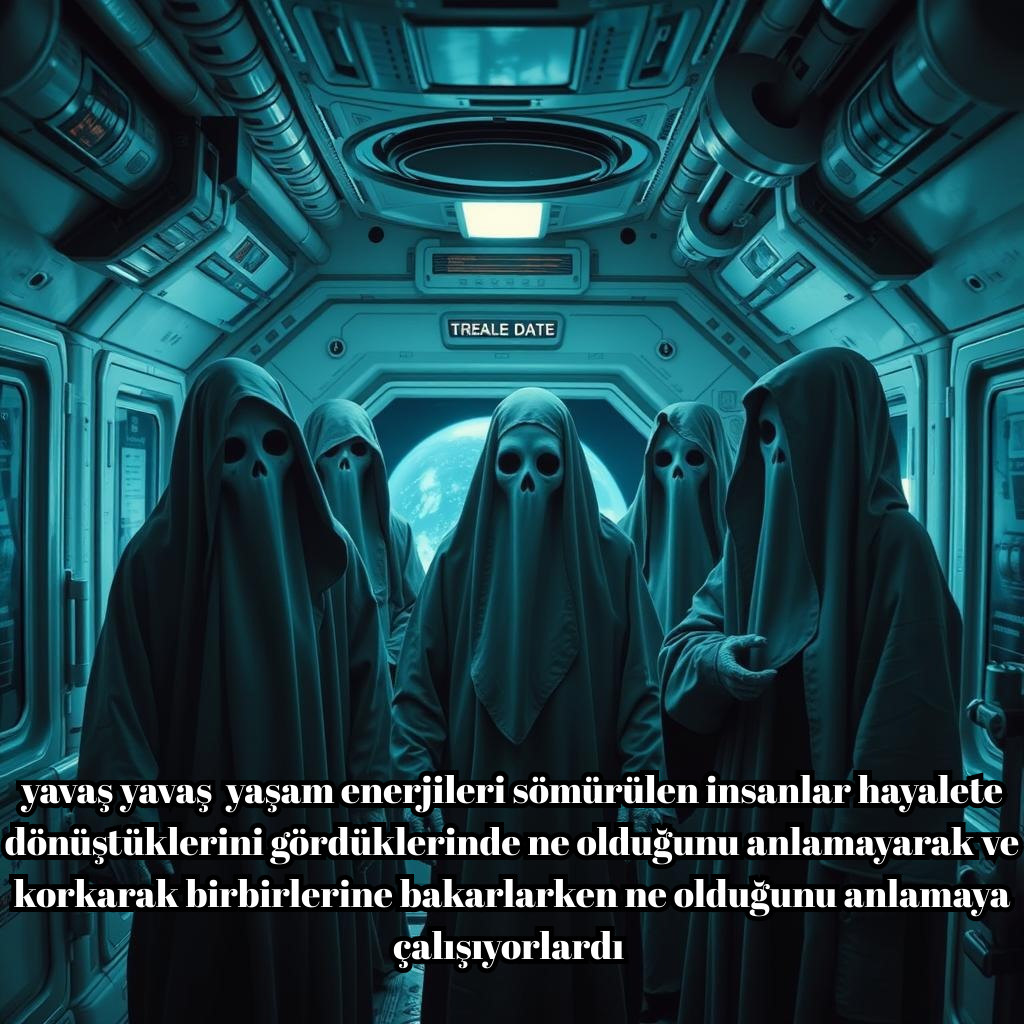 TREALE DATE
yavaş yavaş yaşam enerjileri sömürülen insanlar hayalete
dönüştüklerini gördüklerinde ne olduğunu anlamayarak ve
korkarak birbirlerine bakarlarken ne olduğunu anlamaya
çalışıyorlardı